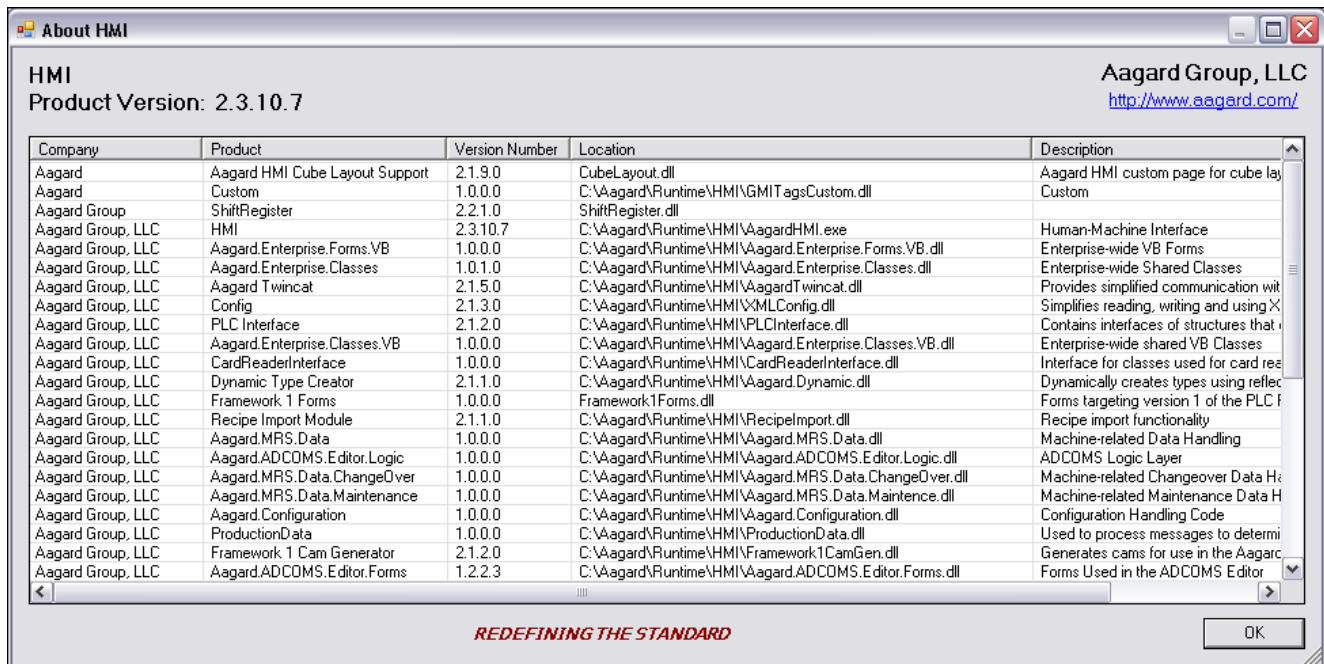 About HMI
HMI
Aagard Group, LLC
Product Version: 2.3.10.7
http://www.aagard.com/
Company Product Version Number Location Description
Aagard Aagard HMI Cube Layout Support 2.1.9.0 CubeLayout.dll Aagard HMI custom page for cube lay
Aagard Custom 1.0.0.0 C:\Aagard\Runtime\HMI\GMITagsCustom.dll Custom
Aagard Group ShiftRegister 2.2.1.0 ShiftRegister.dll
Aagard Group, LLC HMI 2.3.10.7 C:\Aagard\Runtime\HMI\AagardHMI.exe Human-Machine Interface
Aagard Group, LLC Aagard.Enterprise.Forms.VB 1.0.0.0 C:\Aagard\Runtime\HMI\Aagard.Enterprise.Forms.VB.dll Enterprise-wide VB Forms
Aagard Group, LLC Aagard.Enterprise.Classes 1.0.1.0 C:\Aagard\Runtime\HMI\Aagard.Enterprise.Classes.dll Enterprise-wide Shared Classes
Aagard Group, LLC Aagard Twincat 2.1.5.0 C:\Aagard\Runtime\HMI\AagardTwincat.dll Provides simplified communication wit
Aagard Group, LLC Config 2.1.3.0 C:\Aagard\Runtime\HMI\XMLConfig.dll Simplifies reading, writing and using X
Aagard Group, LLC PLC Interface 2.1.2.0 C:\Aagard\Runtime\HMI\PLCInterface.dll Contains interfaces of structures that
Aagard Group, LLC Aagard.Enterprise.Classes.VB 1.0.0.0 C:\Aagard\Runtime\HMI\Aagard.Enterprise.Classes.VB.dll Enterprise-wide shared VB Classes
Aagard Group, LLC CardReaderInterface 1.0.0.0 C:\Aagard\Runtime\HMI\CardReaderInterface.dll Interface for classes used for card rea
Aagard Group, LLC Dynamic Type Creator 2.1.1.0 C:\Aagard\Runtime\HMI\Aagard.Dynamic.dll Dynamically creates types using reflec
Aagard Group, LLC Framework 1 Forms 1.0.0.0 Framework1Forms.dll Forms targeting version 1 of the PLC F
Aagard Group, LLC Recipe Import Module 2.1.1.0 C:\Aagard\Runtime\HMI\RecipeImport.dll Recipe import functionality
Aagard Group, LLC Aagard.MRS.Data 1.0.0.0 C:\Aagard\Runtime\HMI\Aagard.MRS.Data.dll Machine-related Data Handling
Aagard Group, LLC Aagard.ADCOMS.Editor.Logic 1.0.0.0 C:\Aagard\Runtime\HMI\Aagard.ADCOMS.Editor.Logic.dll ADCOMS Logic Layer
Aagard Group, LLC Aagard.MRS.Data.ChangeOver 1.0.0.0 C:\Aagard\Runtime\HMI\Aagard.MRS.Data.ChangeOver.dll Machine-related Changeover Data Ha
Aagard Group, LLC Aagard.MRS.Data.Maintenance 1.0.0.0 C:\Aagard\Runtime\HMI\Aagard.MRS.Data.Maintence.dll Machine-related Maintenance Data H
Aagard Group, LLC Aagard.Configuration 1.0.0.0 C:\Aagard\Runtime\HMI\Aagard.Configuration.dll Configuration Handling Code
Aagard Group, LLC ProductionData 1.0.0.0 C:\Aagard\Runtime\HMI\ProductionData.dll Used to process messages to determi
Aagard Group, LLC Framework 1 Cam Generator 2.1.2.0 C:\Aagard\Runtime\HMI\Framework1CamGen.dll Generates cams for use in the Aagard
Aagard Group, LLC Aagard.ADCOMS.Editor.Forms 1.2.2.3 C:\Aagard\Runtime\HMI\Aagard.ADCOMS.Editor.Forms.dll Forms Used in the ADCOMS Editor
REDEFINING THE STANDARD
OK